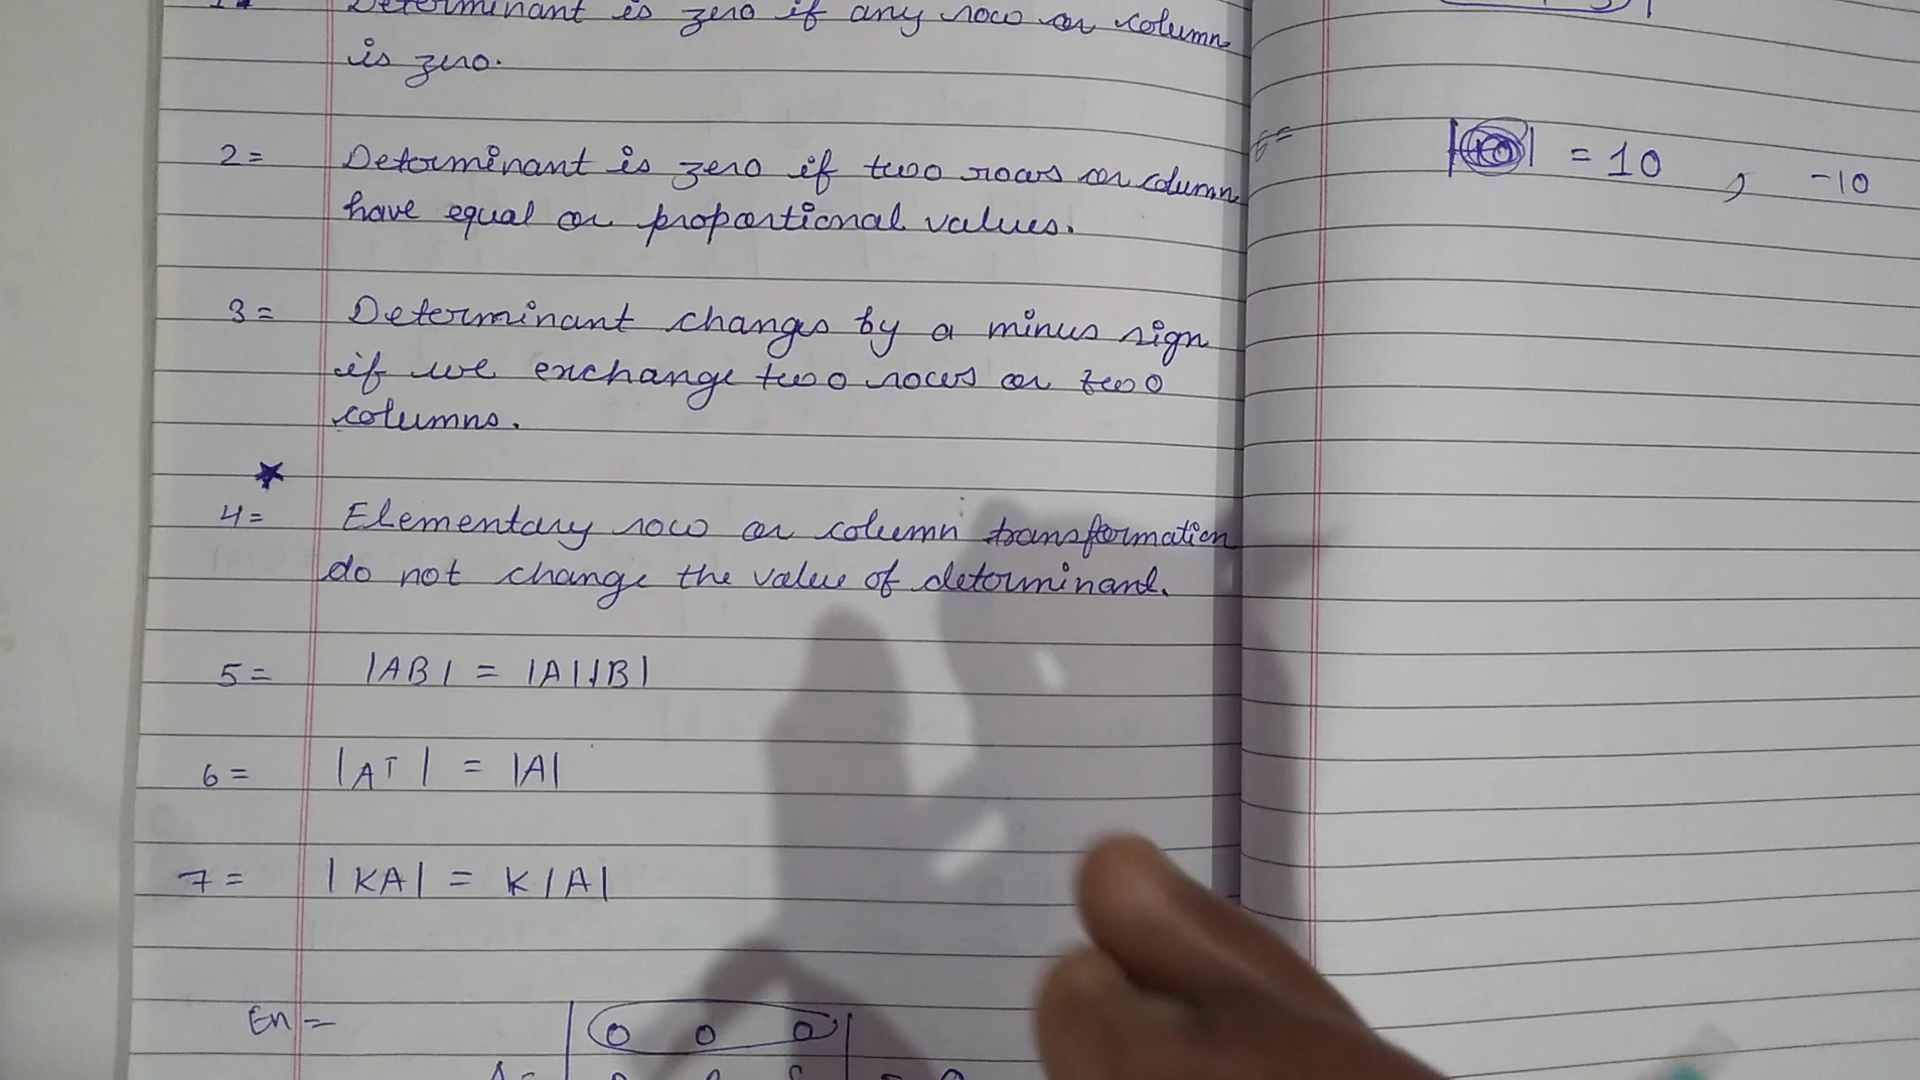 Determinant is zero if any row or column
is zero.
2= Determinant is zero if two rows or column
have equal or proportional values.
3= Determinant changes by a minus sign
if we exchange two rows or two
columns.
4= Elementary row or column transformation
do not change the value of determinant.
5= |AB| = |A||B|
6= |AT| = |A|
7= |KA| = K|A|
En=
0 0 0
= 10 , -10